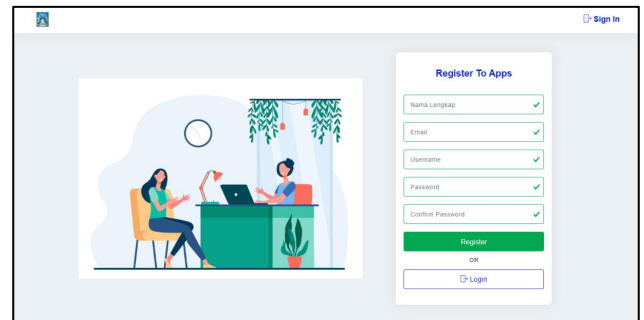 Sign In
Register To Apps
Nama Lengkap
Email
Username
Password
Confirm Password
Register
OR
Login